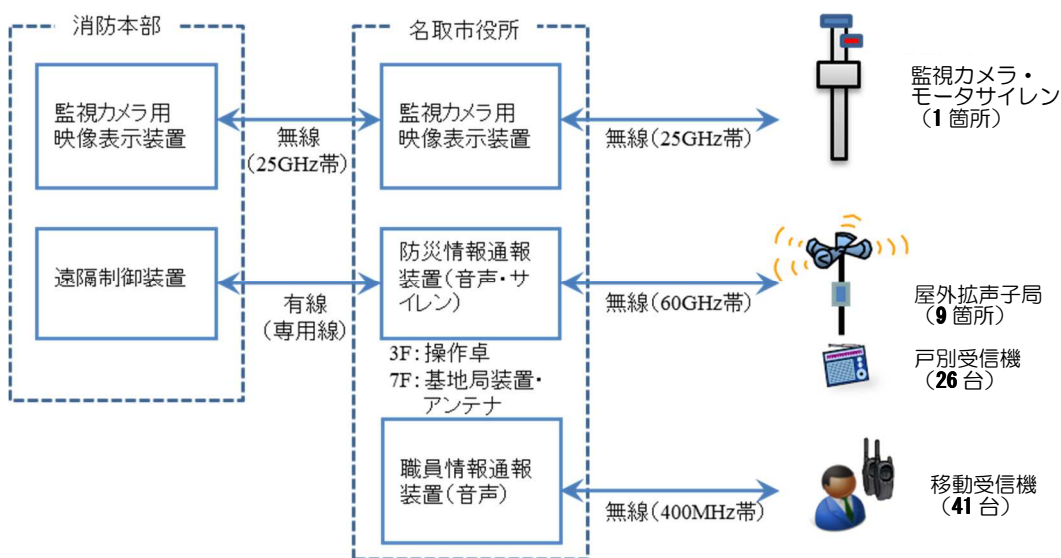 消防本部
監視カメラ用
映像表示装置
遠隔制御装置
無線
(25GHz帯)
有線
(専用線)
名取市役所
監視カメラ用
映像表示装置
防災情報通報
装置(音声・サ
イレン)
3F:操作卓
7F:基地局装置・
アンテナ
職員情報通報
装置(音声)
無線(25GHz帯)
無線(60GHz帯)
無線(400MHz帯)
監視カメラ・
モータサイレン
(1箇所)
屋外拡声子局
(9箇所)
戸別受信機
(26台)
移動受信機
(41台)